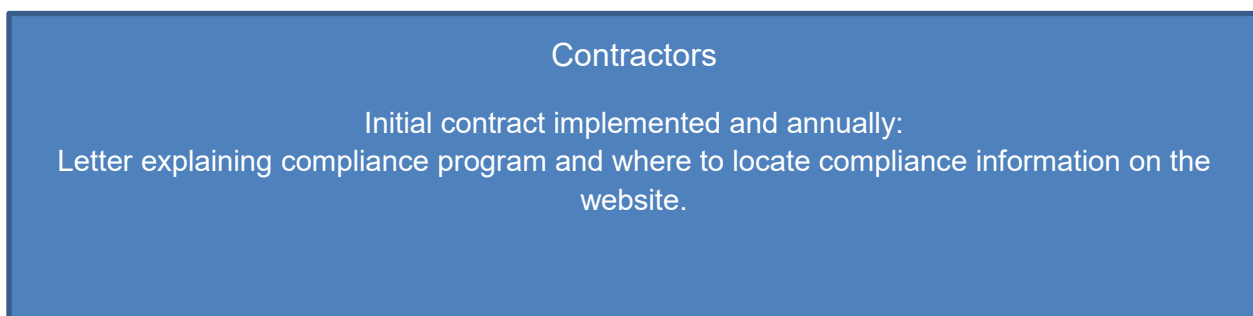 Contractors
Initial contract implemented and annually:
Letter explaining compliance program and where to locate compliance information on the
website.